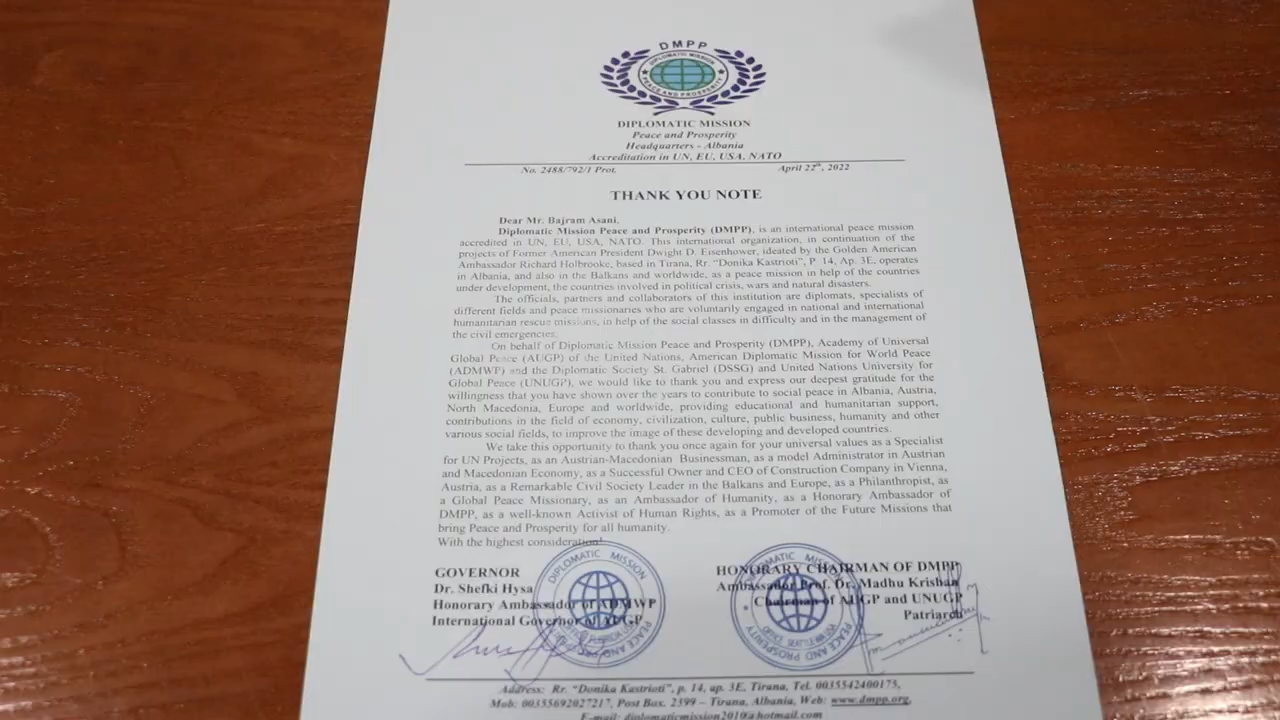 DMPP
DIPLOMATIC MISSION
PEACE AND PROSPERITY
DIPLOMATIC MISSION
Peace and Prosperity
Headquarters - Albania
Accreditation in UN, EU, USA, NATO
No. 2488/792/1 Prot. April 22th, 2022
THANK YOU NOTE
Dear Mr. Bajram Asani,
Diplomatic Mission Peace and Prosperity (DMPP), is an international peace mission
accredited in UN, EU, USA, NATO. This international organization, in continuation of the
projects of Former American President Dwight D. Eisenhower, ideated by the Golden American
Ambassador Richard Holbrooke, based in Tirana, Rr. "Donika Kastrioti", P. 14, Ap. 3E, operates
in Albania, and also in the Balkans and worldwide, as a peace mission in help of the countries
under development, the countries involved in political crisis, wars and natural disasters.
The officials, partners and collaborators of this institution are diplomats, specialists of
different fields and peace missionaries who are voluntarily engaged in national and international
humanitarian rescue missions, in help of the social classes in difficulty and in the management of
the civil emergencies.
On behalf of Diplomatic Mission Peace and Prosperity (DMPP), Academy of Universal
Global Peace (AUGP) of the United Nations, American Diplomatic Mission for World Peace
(ADMWP) and the Diplomatic Society St. Gabriel (DSSG) and United Nations University for
Global Peace (UNUGP), we would like to thank you and express our deepest gratitude for the
willingness that you have shown over the years to contribute to social peace in Albania, Austria,
North Macedonia, Europe and worldwide, providing educational and humanitarian support,
contributions in the field of economy, civilization, culture, public business, humanity and other
various social fields, to improve the image of these developing and developed countries.
We take this opportunity to thank you once again for your universal values as a Specialist
for UN Projects, as an Austrian-Macedonian Businessman, as a model Administrator in Austrian
and Macedonian Economy, as a Successful Owner and CEO of Construction Company in Vienna,
Austria, as a Remarkable Civil Society Leader in the Balkans and Europe, as a Philanthropist, as
a Global Peace Missionary, as an Ambassador of Humanity, as a Honorary Ambassador of
DMPP, as a well-known Activist of Human Rights, as a Promoter of the Future Missions that
bring Peace and Prosperity for all humanity.
With the highest consideration!
GOVERNOR
Dr. Shefki Hysa
Honorary Ambassador of ADMWP
International Governor of AUGP
DIPLOMATIC MISSION
PEACE AND PROSPERITY
HONORARY CHAIRMAN OF DMPP
Ambassador Prof. Dr. Madhu Krishan
Chairman of AUGP and UNUGP
Patriarch
DIPLOMATIC MISSION
PEACE AND PROSPERITY
Address: Rr. "Donika Kastrioti", p. 14, ap. 3E, Tirana, Tel. 0035542400175,
Mob: 00355692027217, Post Box. 2399 – Tirana, Albania, Web: www.dmpp.org,
E-mail: diplomaticmission2010@hotmail.com